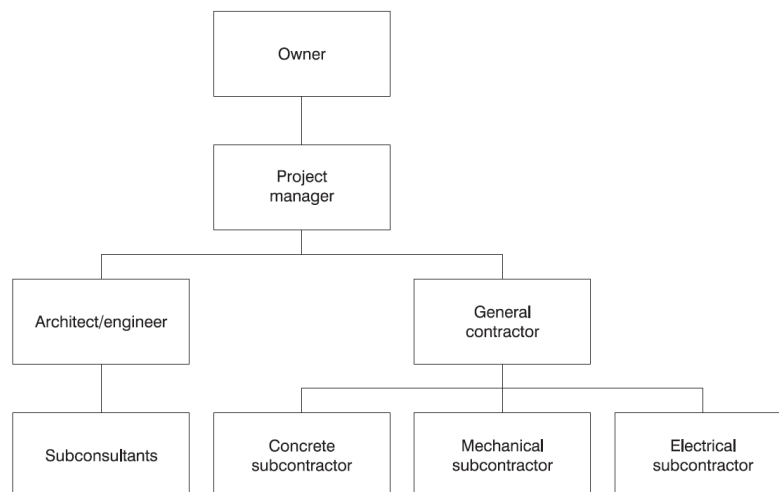 Owner
Project
manager
Architect/engineer
General
contractor
Subconsultants
Concrete
subcontractor
Mechanical
subcontractor
Electrical
subcontractor